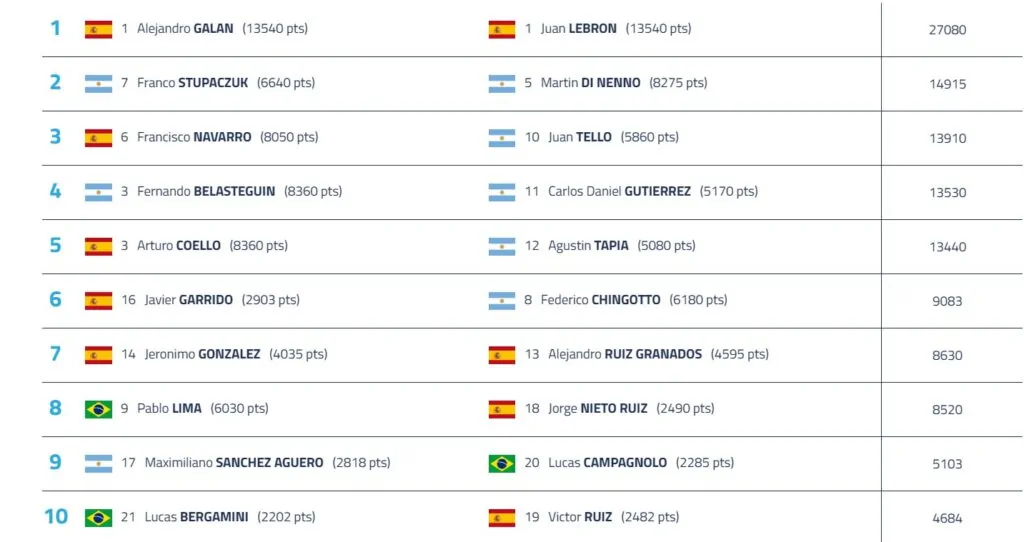 1 1 Alejandro GALAN (13540 pts) 1 Juan LEBRON (13540 pts) 27080
2 7 Franco STUPACZUK (6640 pts) 5 Martin DI NENNO (8275 pts) 14915
3 6 Francisco NAVARRO (8050 pts) 10 Juan TELLO (5860 pts) 13910
4 3 Fernando BELASTEGUIN (8360 pts) 11 Carlos Daniel GUTIERREZ (5170 pts) 13530
5 3 Arturo COELLO (8360 pts) 12 Agustin TAPIA (5080 pts) 13440
6 16 Javier GARRIDO (2903 pts) 8 Federico CHINGOTTO (6180 pts) 9083
7 14 Jeronimo GONZALEZ (4035 pts) 13 Alejandro RUIZ GRANADOS (4595 pts) 8630
8 9 Pablo LIMA (6030 pts) 18 Jorge NIETO RUIZ (2490 pts) 8520
9 17 Maximiliano SANCHEZ AGUERO (2818 pts) 20 Lucas CAMPAGNOLO (2285 pts) 5103
10 21 Lucas BERGAMINI (2202 pts) 19 Victor RUIZ (2482 pts) 4684